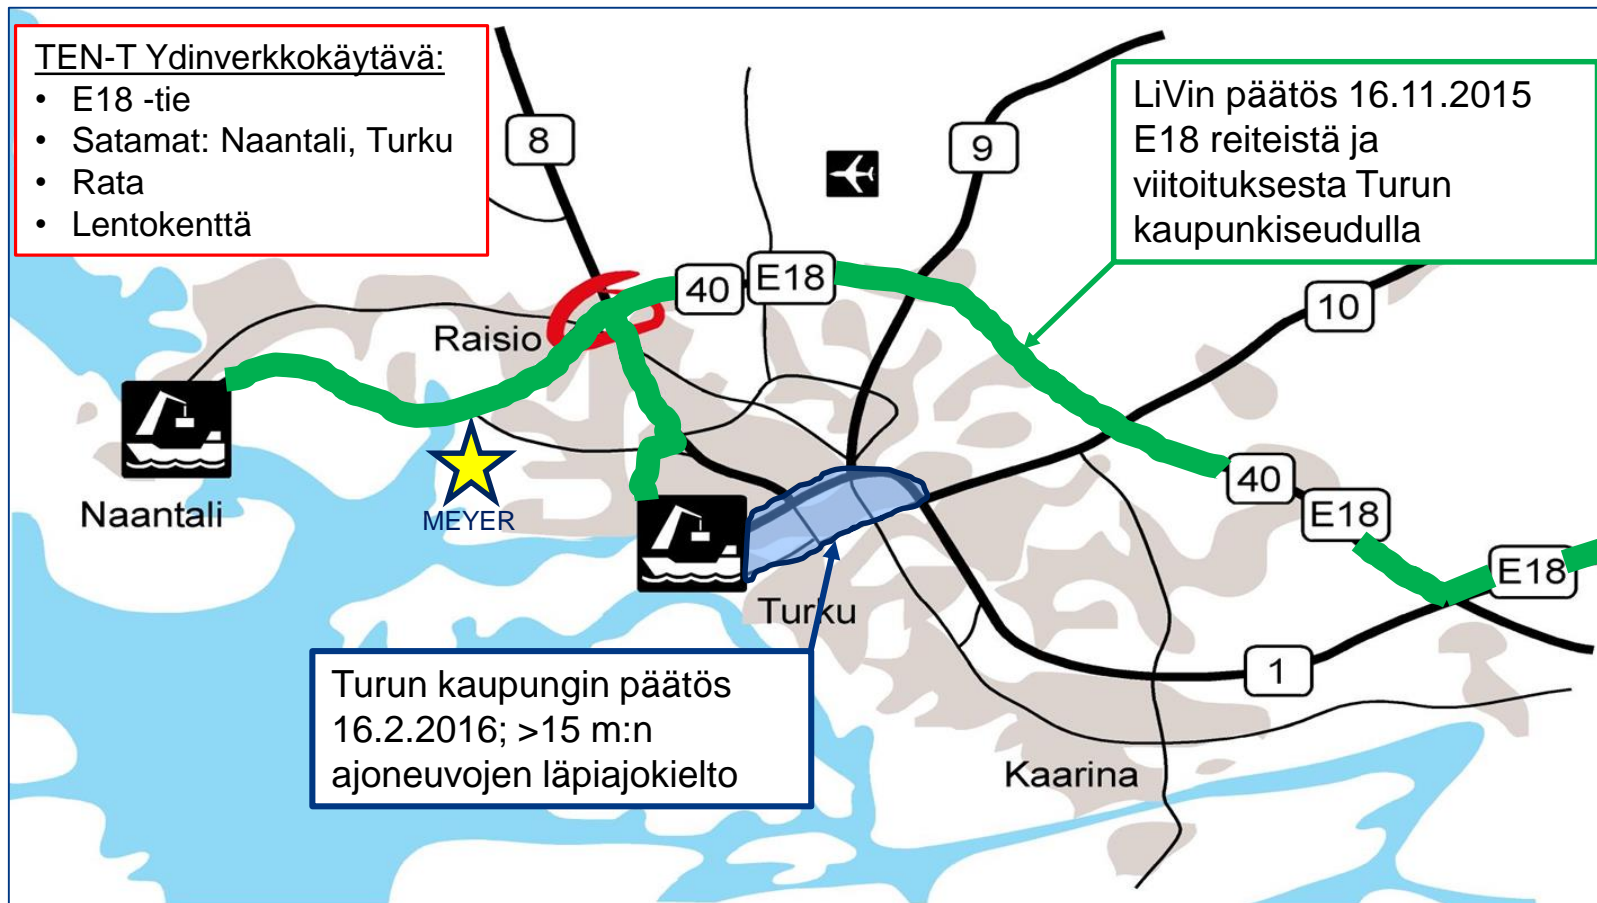 TEN-T Ydinverkkokäytävä:
• E18 -tie
• Satamat: Naantali, Turku
• Rata
• Lentokenttä
8
9
LiVin päätös 16.11.2015
E18 reiteistä ja
viitoituksesta Turun
kaupunkiseudulla
40
E18
10
Raisio
Naantali
MEYER
40
E18
E18
Turku
1
Turun kaupungin päätös
16.2.2016; >15 m:n
ajoneuvojen läpiajokielto
Kaarina